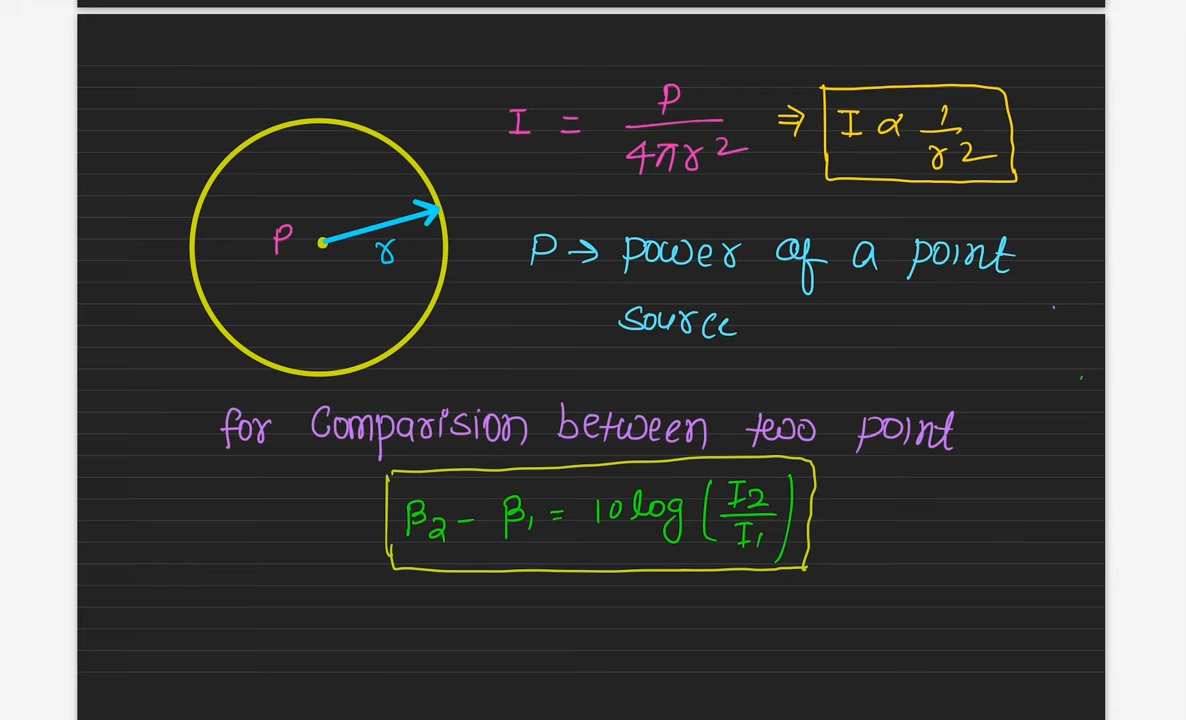 I = P / 4πr² ⇒ I ∝ 1/r²
P
r
P → power of a point
source
for Comparision between two point
β₂ - β₁ = 10 log (I₂/I₁)